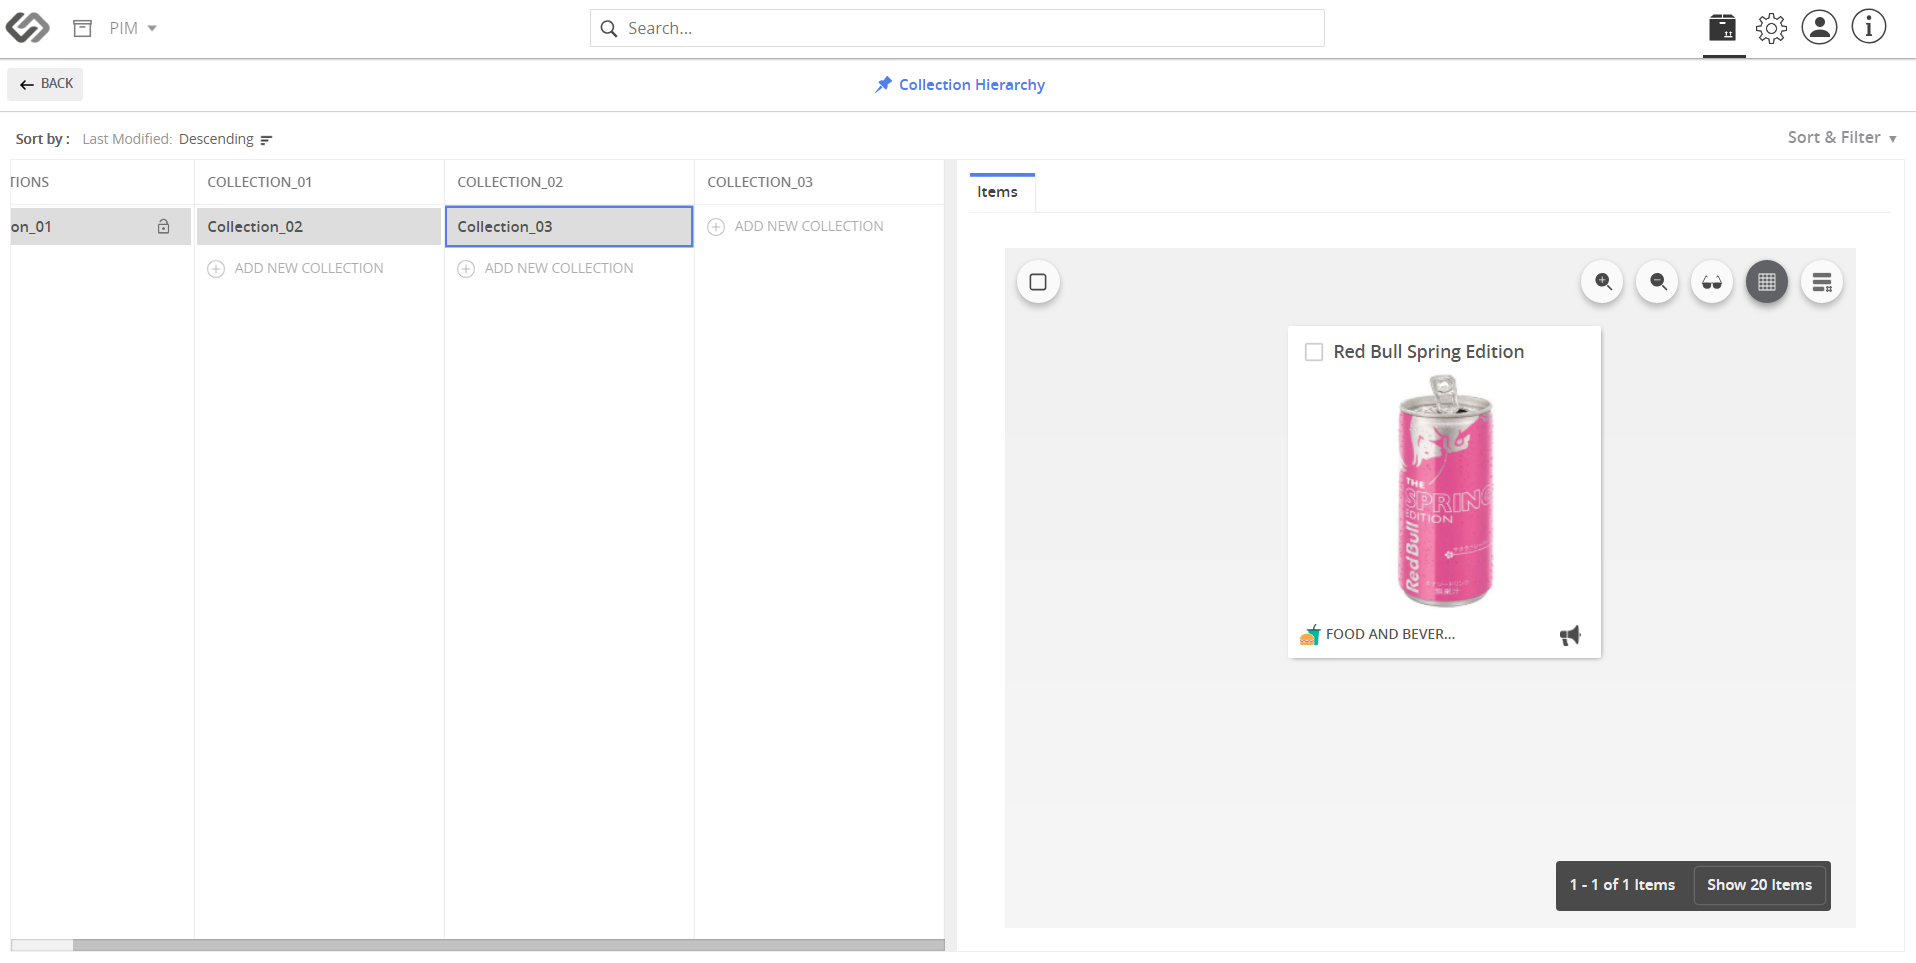 PIM
Search...
BACK
Collection Hierarchy
Sort by : Last Modified: Descending
Sort & Filter
TIONS
COLLECTION_01
COLLECTION_02
COLLECTION_03
on_01
Collection_02
Collection_03
ADD NEW COLLECTION
ADD NEW COLLECTION
ADD NEW COLLECTION
Items
Red Bull Spring Edition
THE
SPRING
EDITION
Red Bull
FOOD AND BEVER...
1 - 1 of 1 Items
Show 20 Items